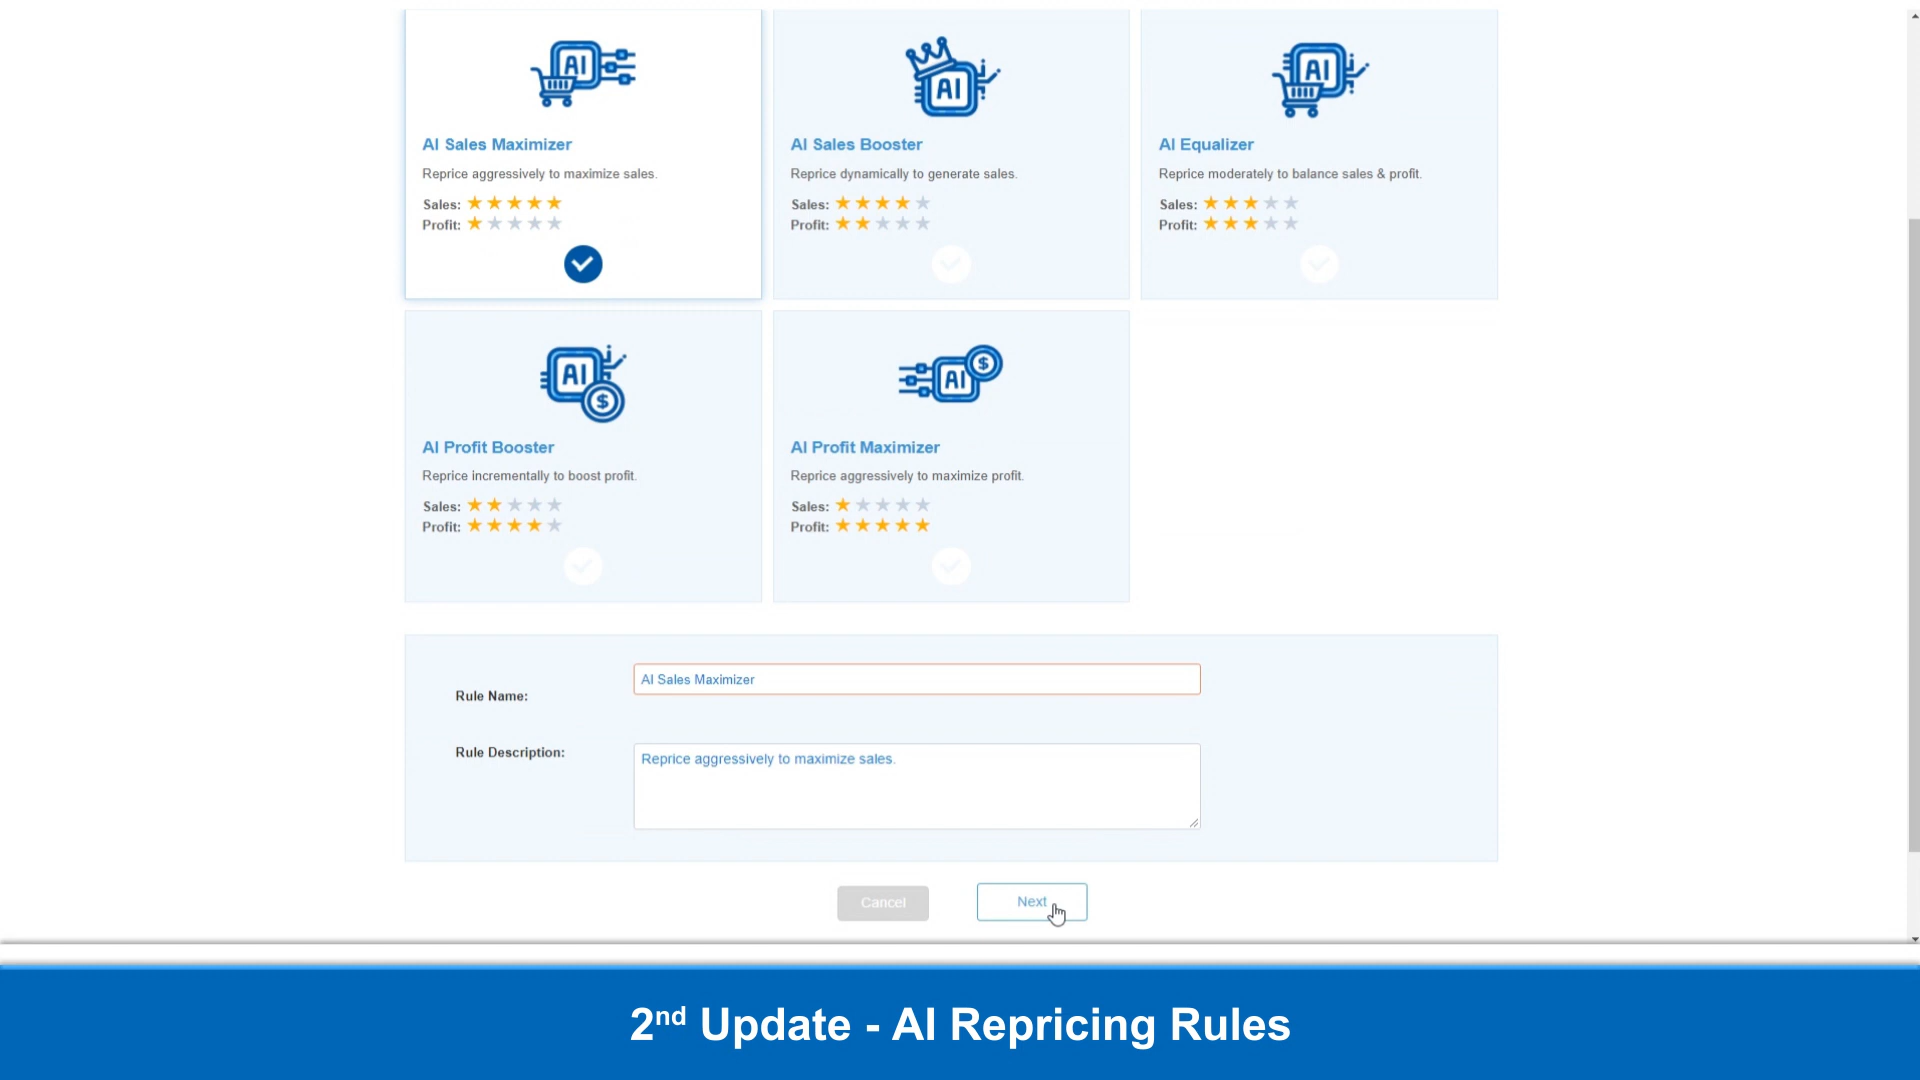 AI
AI
AI
AI Sales Maximizer
Reprice aggressively to maximize sales.
Sales:
Profit:
AI Sales Booster
Reprice dynamically to generate sales.
Sales:
Profit:
AI Equalizer
Reprice moderately to balance sales & profit.
Sales:
Profit:
AI $
AI $
AI Profit Booster
Reprice incrementally to boost profit.
Sales:
Profit:
AI Profit Maximizer
Reprice aggressively to maximize profit.
Sales:
Profit:
Rule Name:
AI Sales Maximizer
Rule Description:
Reprice aggressively to maximize sales.
Cancel
Next
2nd Update - AI Repricing Rules